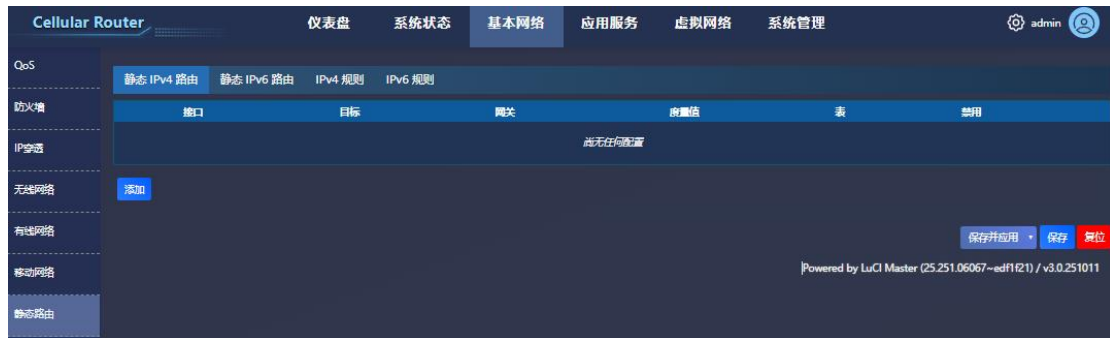 Cellular Router 仪表盘 系统状态 基本网络 应用服务 虚拟网络 系统管理 admin
QoS
防火墙
IP穿透
无线网络
有线网络
移动网络
静态路由
静态 IPv4 路由 静态 IPv6 路由 IPv4 规则 IPv6 规则
接口 目标 网关 度量值 表 禁用
尚无任何配置
添加
保存并应用 保存 复位
Powered by LuCI Master (25.251.06067~edf1f21) / v3.0.251011